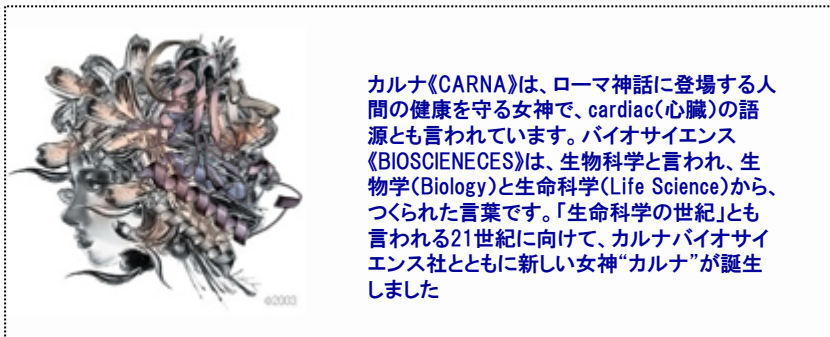 カルナ《CARNA》は、ローマ神話に登場する人
間の健康を守る女神で、cardiac(心臓)の語
源とも言われています。バイオサイエンス
《BIOSCIENECES》は、生物科学と言われ、生
物学(Biology)と生命科学(Life Science)から、
つくられた言葉です。「生命科学の世紀」とも
言われる21世紀に向けて、カルナバイオサイ
エンス社とともに新しい女神“カルナ”が誕生
しました
©2003